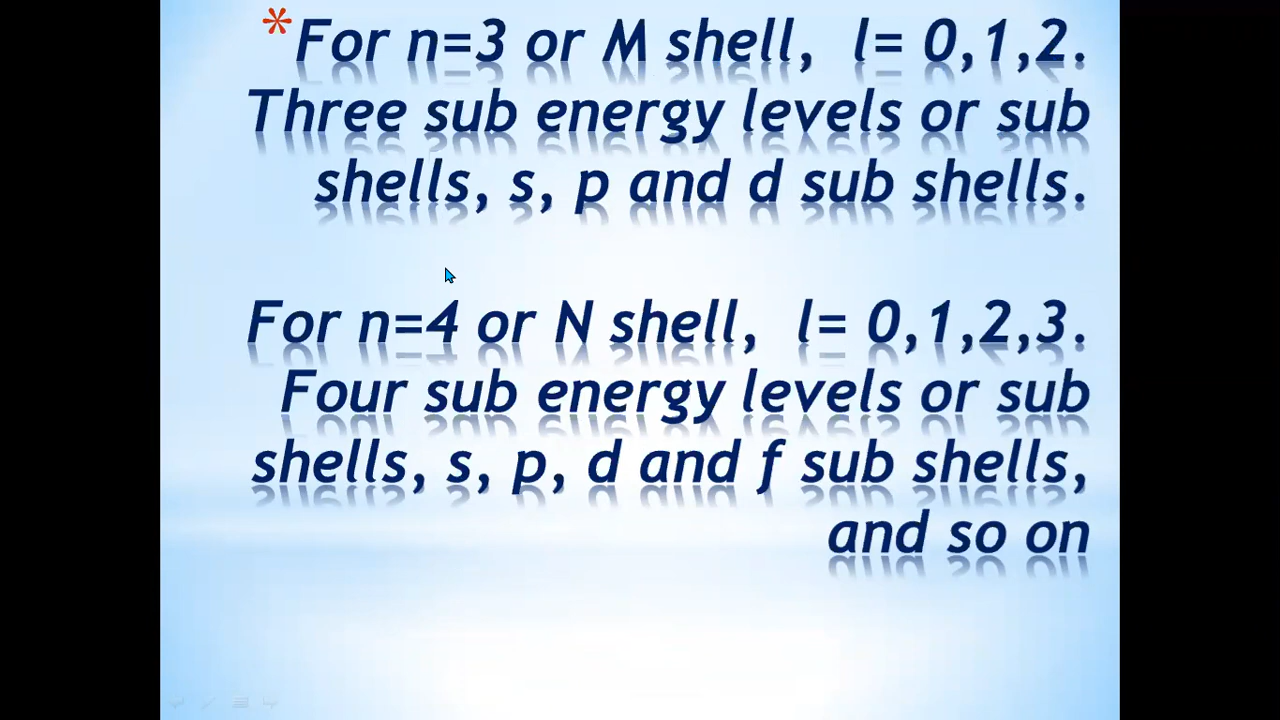 *For n=3 or M shell, l= 0,1,2.
Three sub energy levels or sub
shells, s, p and d sub shells.
For n=4 or N shell, l= 0,1,2,3.
Four sub energy levels or sub
shells, s, p, d and f sub shells,
and so on